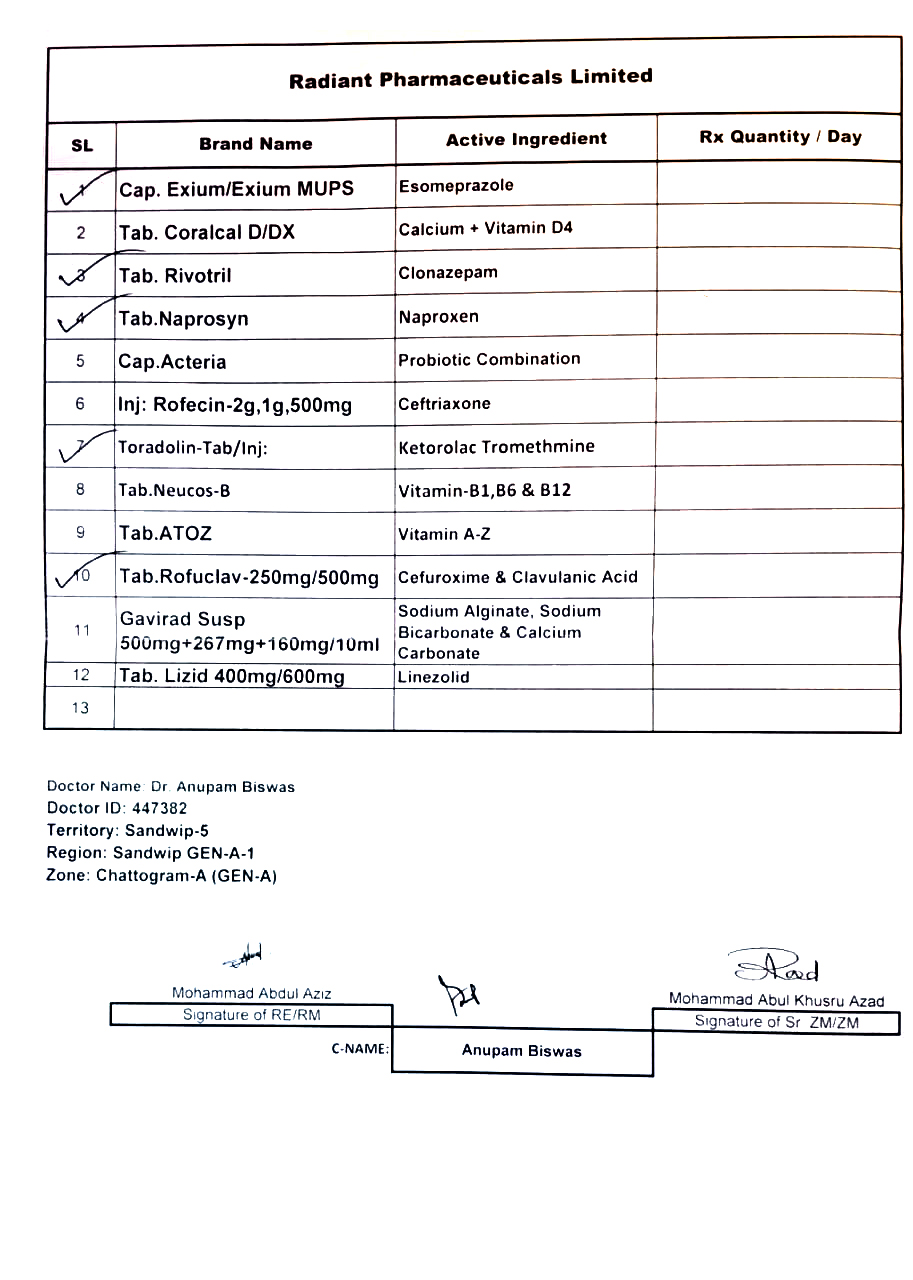 Radiant Pharmaceuticals Limited
SL Brand Name Active Ingredient Rx Quantity / Day
1 Cap. Exium/Exium MUPS Esomeprazole
2 Tab. Coralcal D/DX Calcium + Vitamin D4
3 Tab. Rivotril Clonazepam
4 Tab.Naprosyn Naproxen
5 Cap.Acteria Probiotic Combination
6 Inj: Rofecin-2g,1g,500mg Ceftriaxone
7 Toradolin-Tab/Inj: Ketorolac Tromethmine
8 Tab.Neucos-B Vitamin-B1,B6 & B12
9 Tab.ATOZ Vitamin A-Z
10 Tab.Rofuclav-250mg/500mg Cefuroxime & Clavulanic Acid
11 Gavirad Susp
500mg+267mg+160mg/10ml
Sodium Alginate, Sodium
Bicarbonate & Calcium
Carbonate
12 Tab. Lizid 400mg/600mg Linezolid
13
Doctor Name: Dr. Anupam Biswas
Doctor ID: 447382
Territory: Sandwip-5
Region: Sandwip GEN-A-1
Zone: Chattogram-A (GEN-A)
Mohammad Abdul Aziz
Signature of RE/RM
Mohammad Abul Khusru Azad
Signature of Sr ZM/ZM
C-NAME: Anupam Biswas